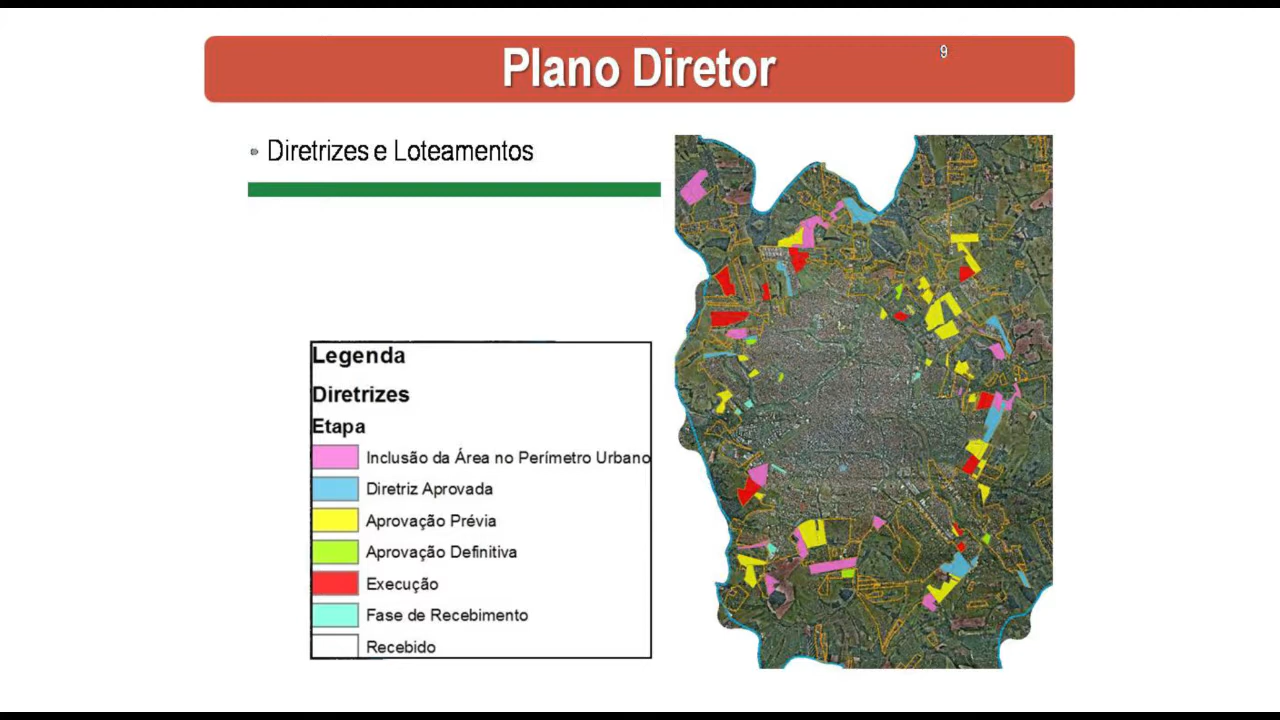 Plano Diretor
9
• Diretrizes e Loteamentos
Legenda
Diretrizes
Etapa
Inclusão da Área no Perímetro Urbano
Diretriz Aprovada
Aprovação Prévia
Aprovação Definitiva
Execução
Fase de Recebimento
Recebido